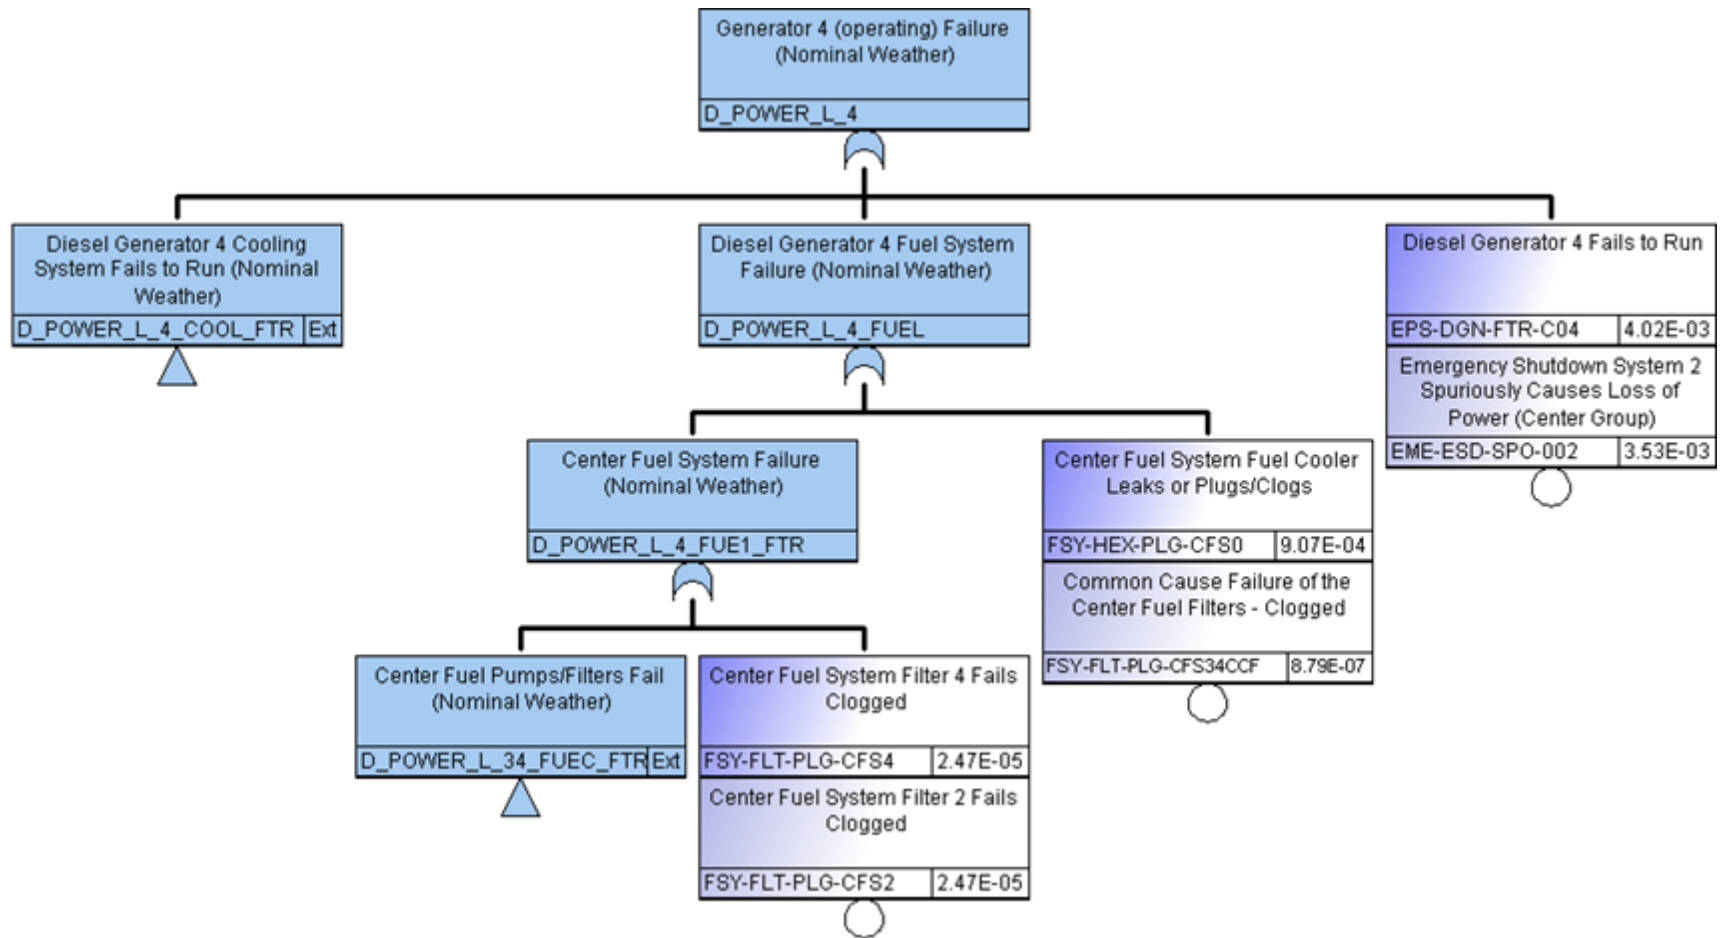 Generator 4 (operating) Failure
(Nominal Weather)
D_POWER_L_4
Diesel Generator 4 Cooling
System Fails to Run (Nominal
Weather)
D_POWER_L_4_COOL_FTR Ext
Diesel Generator 4 Fuel System
Failure (Nominal Weather)
D_POWER_L_4_FUEL
Diesel Generator 4 Fails to Run
EPS-DGN-FTR-C04 4.02E-03
Emergency Shutdown System 2
Spuriously Causes Loss of
Power (Center Group)
EME-ESD-SPO-002 3.53E-03
Center Fuel System Failure
(Nominal Weather)
D_POWER_L_4_FUE1_FTR
Center Fuel System Fuel Cooler
Leaks or Plugs/Clogs
FSY-HEX-PLG-CFS0 9.07E-04
Common Cause Failure of the
Center Fuel Filters - Clogged
FSY-FLT-PLG-CFS34CCF 8.79E-07
Center Fuel Pumps/Filters Fail
(Nominal Weather)
D_POWER_L_34_FUEC_FTR Ext
Center Fuel System Filter 4 Fails
Clogged
FSY-FLT-PLG-CFS4 2.47E-05
Center Fuel System Filter 2 Fails
Clogged
FSY-FLT-PLG-CFS2 2.47E-05